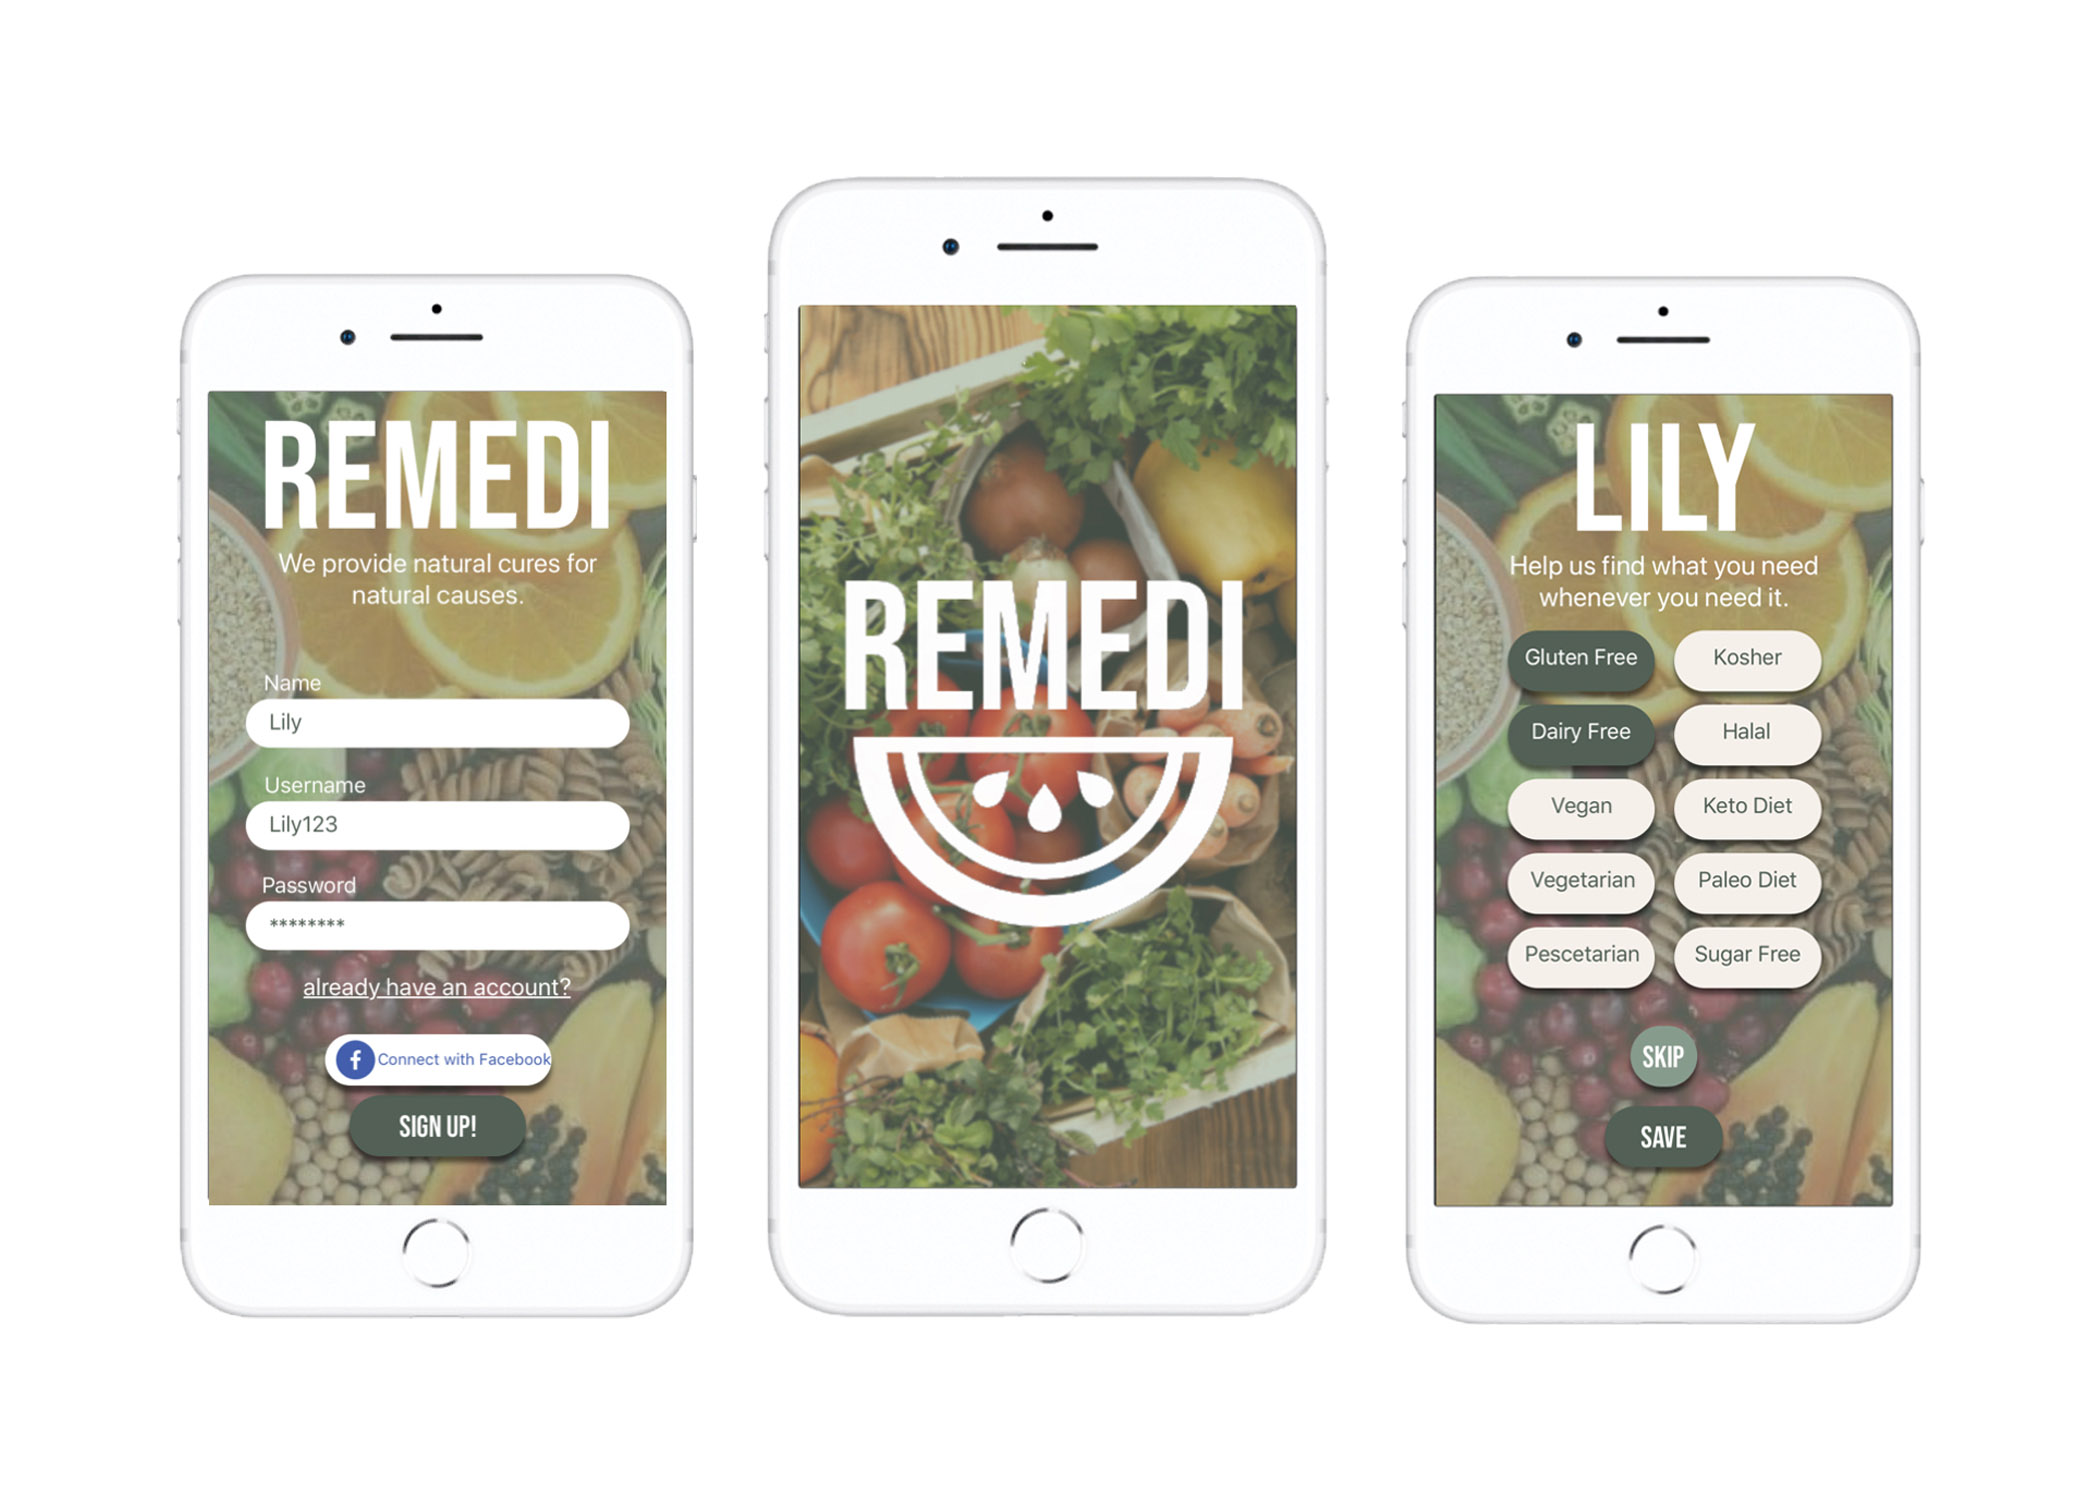 REMEDI
We provide natural cures for
natural causes.
Name
Lily
Username
Lily123
Password
********
already have an account?
f Connect with Facebook
SIGN UP!
REMEDI
LILY
Help us find what you need
whenever you need it.
Gluten Free
Kosher
Dairy Free
Halal
Vegan
Keto Diet
Vegetarian
Paleo Diet
Pescetarian
Sugar Free
SKIP
SAVE